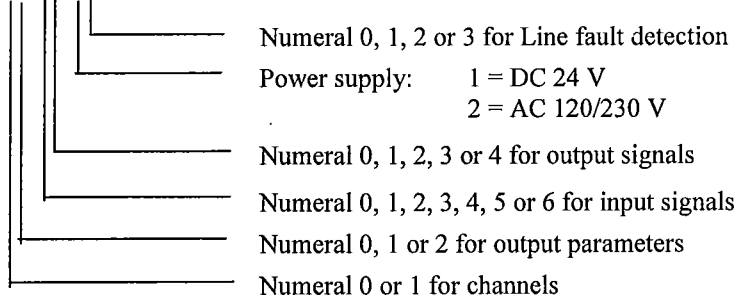 Numeral 0, 1, 2 or 3 for Line fault detection
Power supply: 1 = DC 24 V
2 = AC 120/230 V
Numeral 0, 1, 2, 3 or 4 for output signals
Numeral 0, 1, 2, 3, 4, 5 or 6 for input signals
Numeral 0, 1 or 2 for output parameters
Numeral 0 or 1 for channels